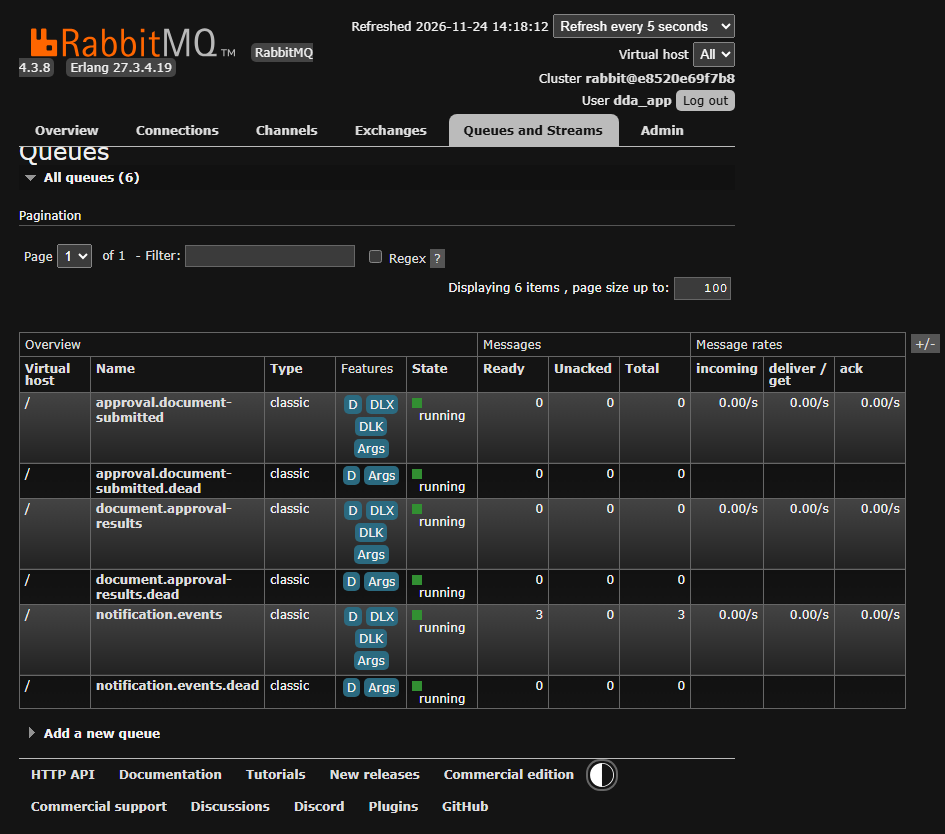 RabbitMQ TM RabbitMQ
4.3.8 Erlang 27.3.4.19
Refreshed 2026-11-24 14:18:12 Refresh every 5 seconds
Virtual host All
Cluster rabbit@e8520e69f7b8
User dda_app Log out
Overview Connections Channels Exchanges Queues and Streams Admin
Queues
All queues (6)
Pagination
Page 1 of 1 - Filter: Regex ?
Displaying 6 items , page size up to: 100
Overview Messages Message rates +/-
Virtual host Name Type Features State Ready Unacked Total incoming deliver / get ack
/ approval.document-submitted classic D DLX DLK Args running 0 0 0 0.00/s 0.00/s 0.00/s
/ approval.document-submitted.dead classic D Args running 0 0 0
/ document.approval-results classic D DLX DLK Args running 0 0 0 0.00/s 0.00/s 0.00/s
/ document.approval-results.dead classic D Args running 0 0 0
/ notification.events classic D DLX DLK Args running 3 0 3 0.00/s 0.00/s 0.00/s
/ notification.events.dead classic D Args running 0 0 0
Add a new queue
HTTP API Documentation Tutorials New releases Commercial edition
Commercial support Discussions Discord Plugins GitHub